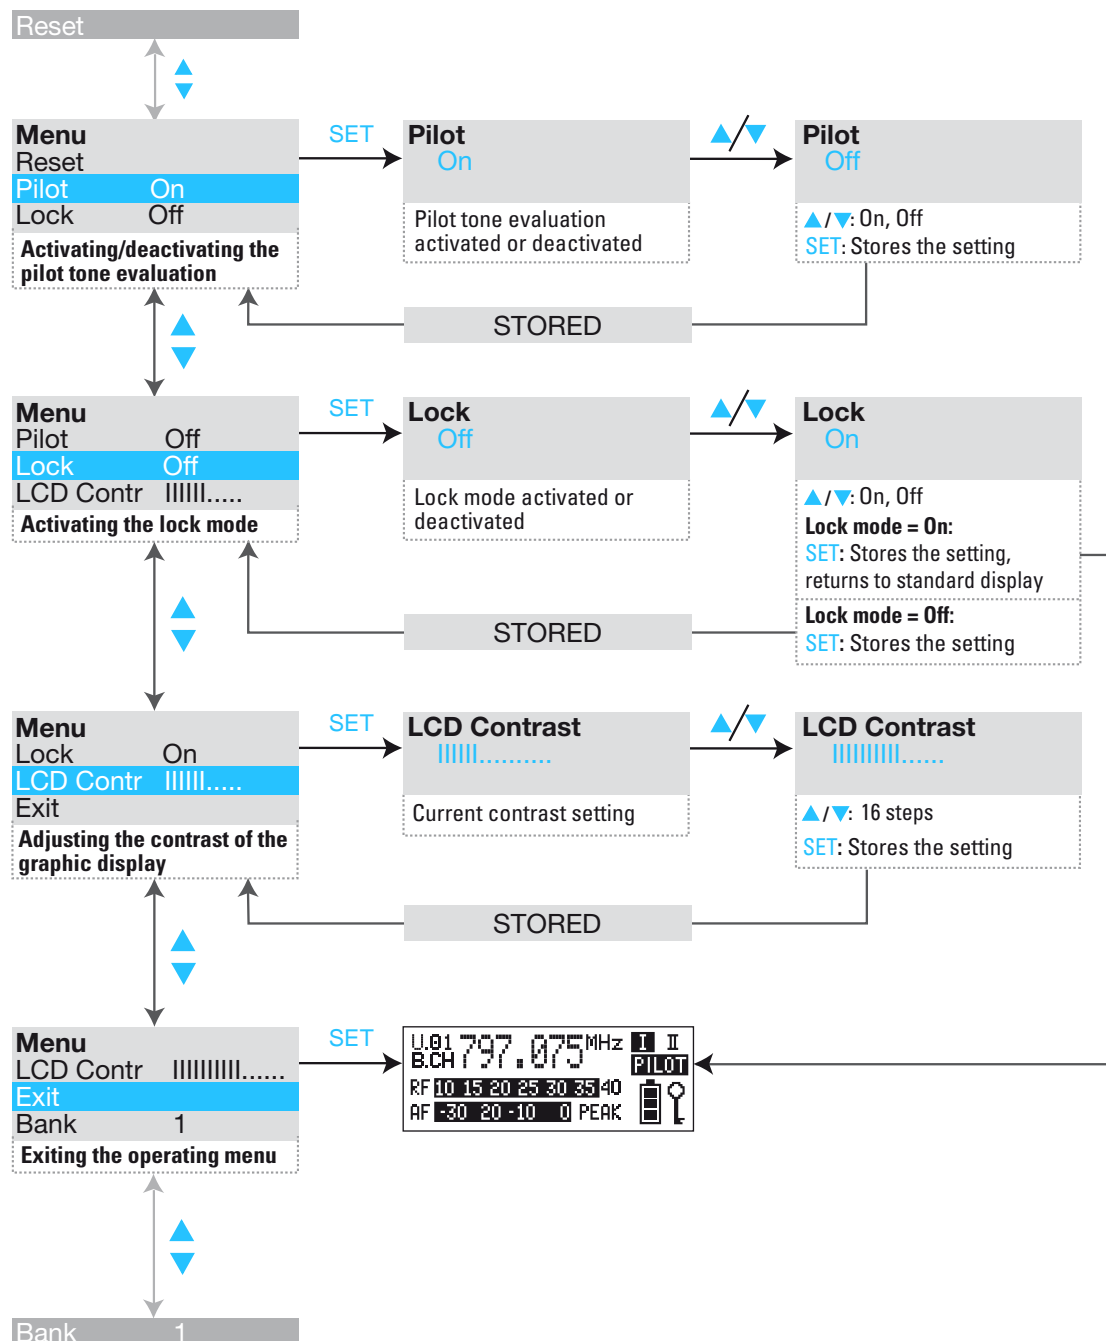 Reset
Menu
Reset
Pilot On
Lock Off
Activating/deactivating the
pilot tone evaluation
SET
Pilot
On
Pilot tone evaluation
activated or deactivated
▲/▼
Pilot
Off
▲/▼: On, Off
SET: Stores the setting
STORED
Menu
Pilot Off
Lock Off
LCD Contr IIIIII.....
Activating the lock mode
SET
Lock
Off
Lock mode activated or
deactivated
▲/▼
Lock
On
▲/▼: On, Off
Lock mode = On:
SET: Stores the setting,
returns to standard display
Lock mode = Off:
SET: Stores the setting
STORED
Menu
Lock On
LCD Contr IIIIII.....
Exit
Adjusting the contrast of the
graphic display
SET
LCD Contrast
IIIIII..........
Current contrast setting
▲/▼
LCD Contrast
IIIIIIIIII......
▲/▼: 16 steps
SET: Stores the setting
STORED
Menu
LCD Contr IIIIIIIIII......
Exit
Bank 1
Exiting the operating menu
SET
U.01 797.075 MHz I II
B.CH PILOT
RF 10 15 20 25 30 35 40
AF -30 20 -10 0 PEAK
Bank 1